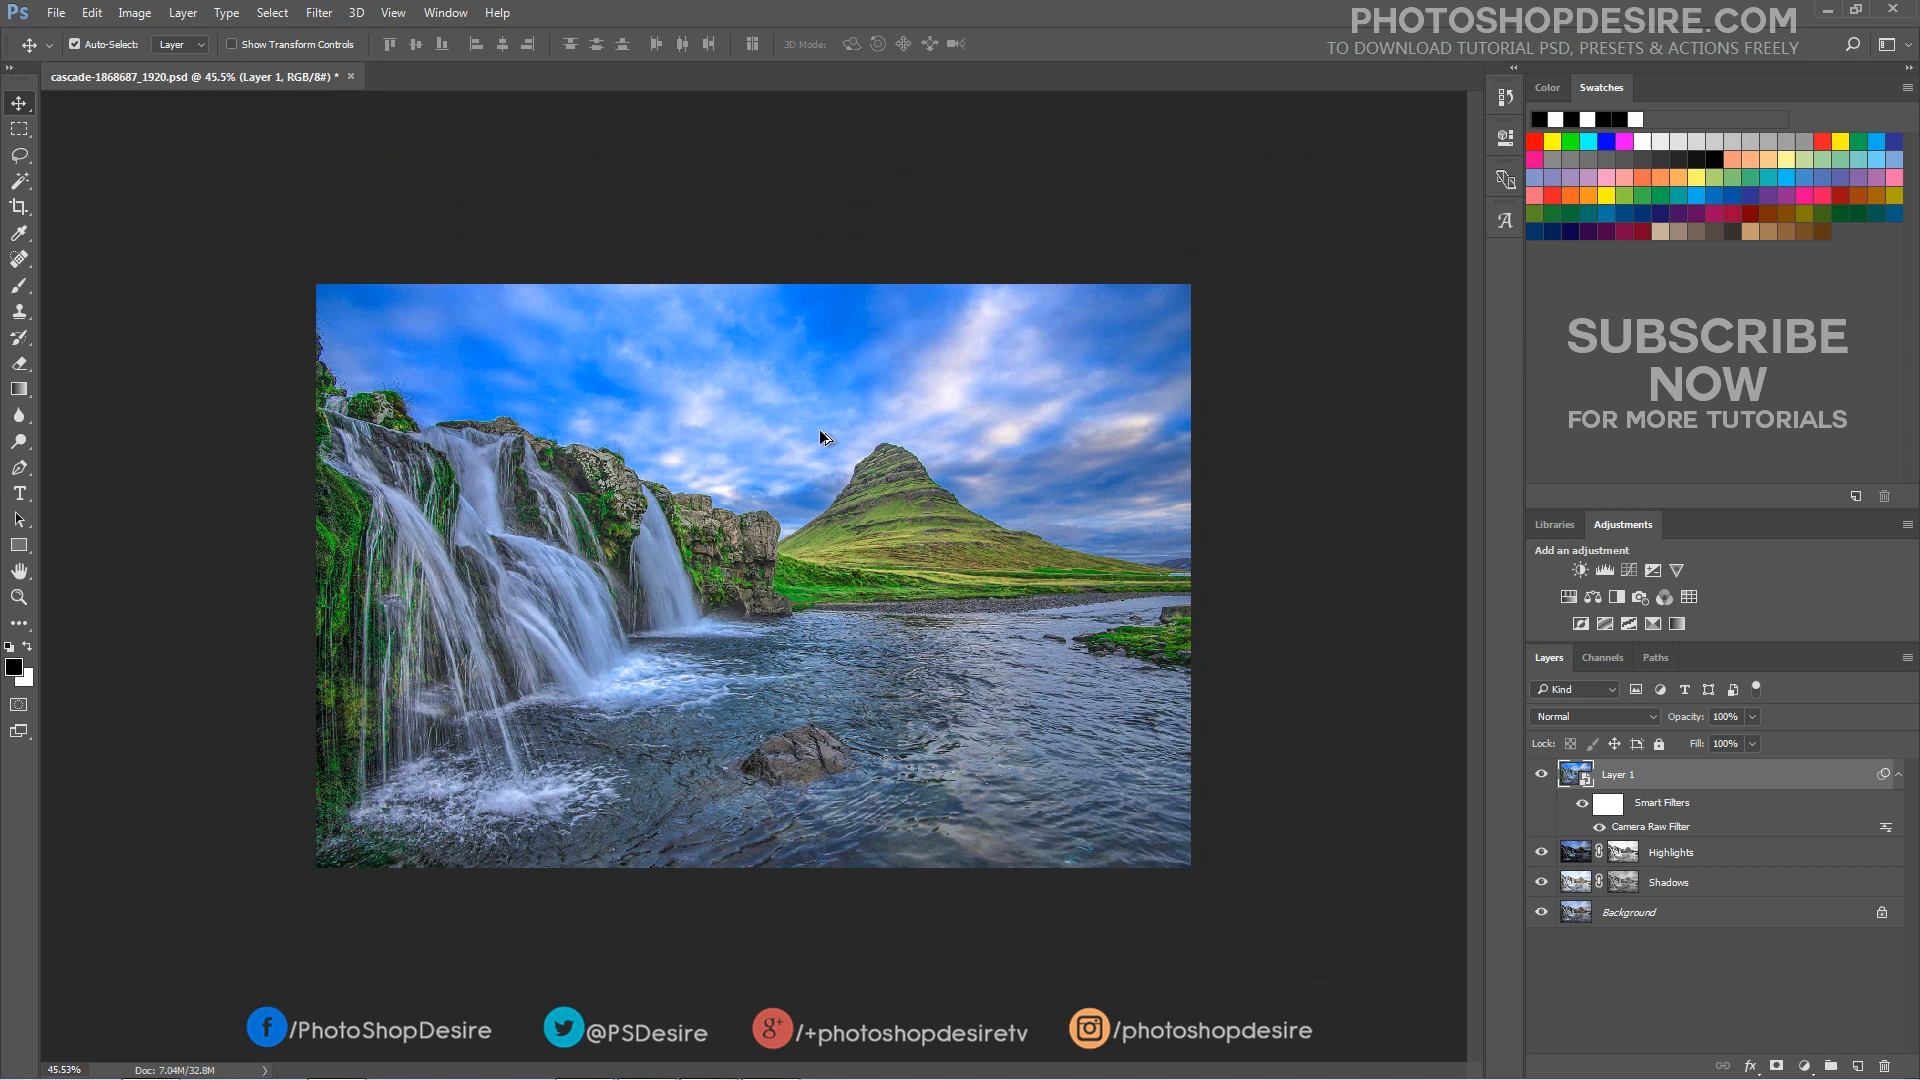 Ps File Edit Image Layer Type Select Filter 3D View Window Help
PHOTOSHOPDESIRE.COM
Auto-Select: Layer Show Transform Controls 3D Mode:
TO DOWNLOAD TUTORIAL PSD, PRESETS & ACTIONS FREELY
cascade-1868687_1920.psd @ 45.5% (Layer 1, RGB/8#) *
Color Swatches
SUBSCRIBE
NOW
FOR MORE TUTORIALS
Libraries Adjustments
Add an adjustment
Layers Channels Paths
Kind
Normal Opacity: 100%
Lock: Fill: 100%
Layer 1
Smart Filters
Camera Raw Filter
Highlights
Shadows
Background
/PhotoShopDesire @PSDesire /+photoshopdesiretv /photoshopdesire
45.53% Doc: 7.04M/32.8M
fx